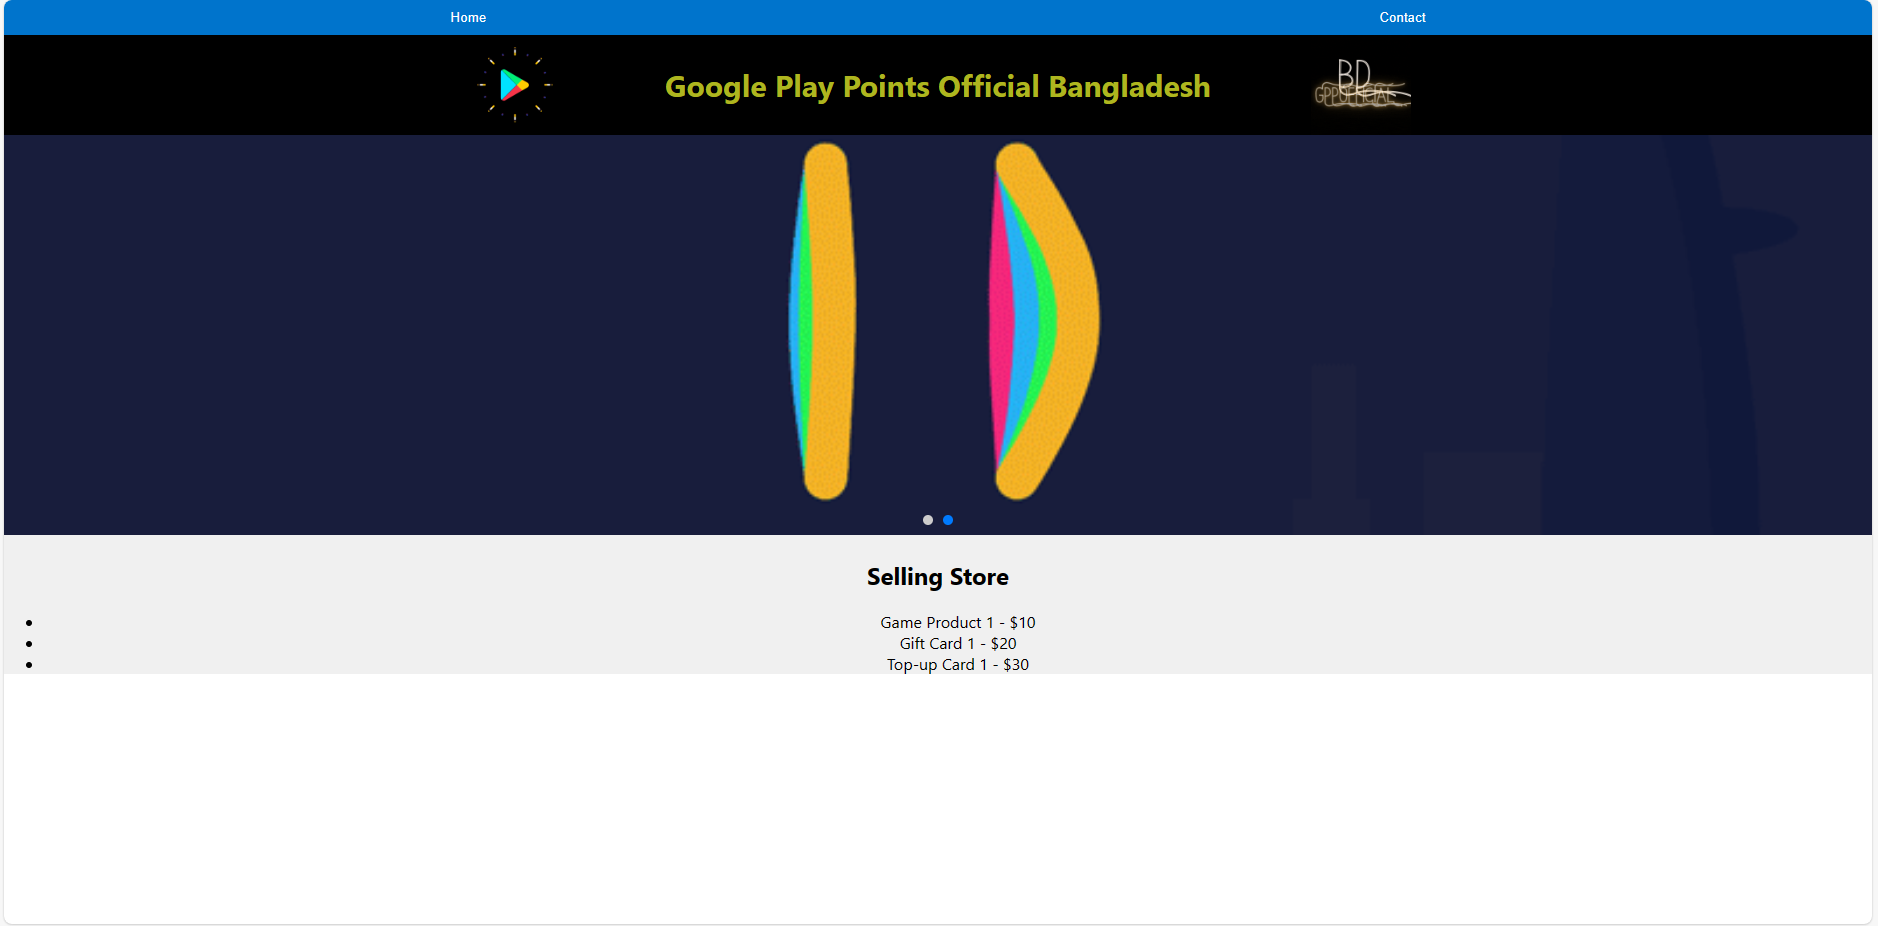 Home
Contact
Google Play Points Official Bangladesh
BD
GPPOFFICIAL
Selling Store
Game Product 1 - $10
Gift Card 1 - $20
Top-up Card 1 - $30